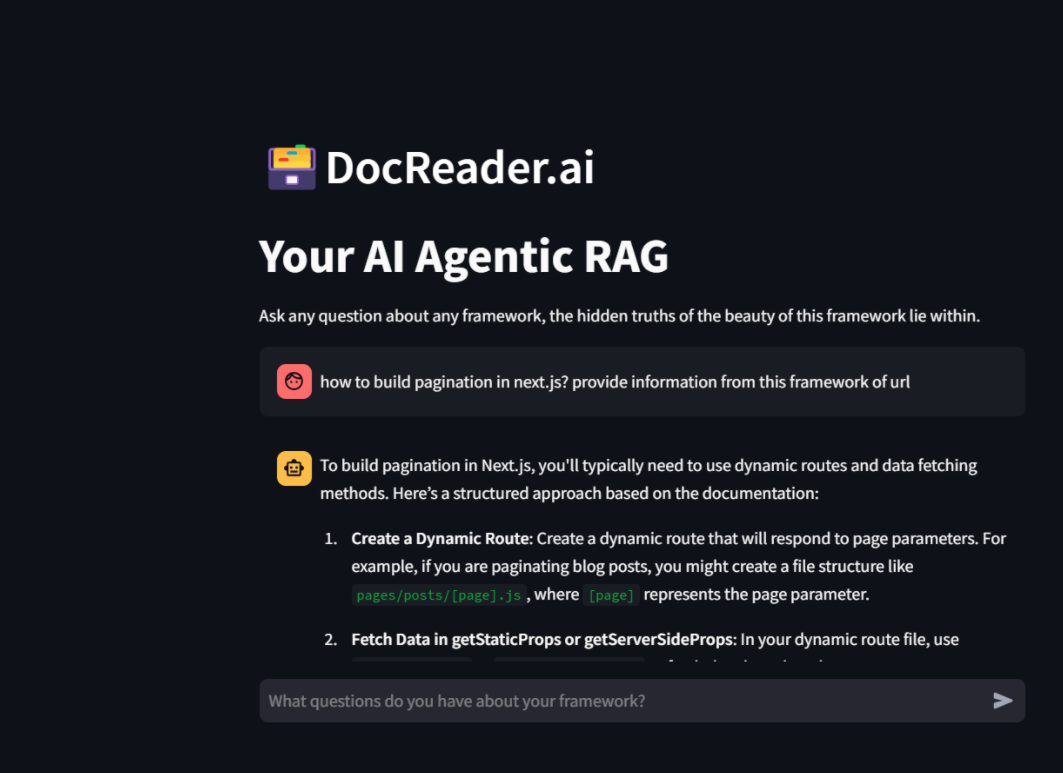 DocReader.ai
Your AI Agentic RAG
Ask any question about any framework, the hidden truths of the beauty of this framework lie within.
how to build pagination in next.js? provide information from this framework of url
To build pagination in Next.js, you'll typically need to use dynamic routes and data fetching
methods. Here's a structured approach based on the documentation:
1. Create a Dynamic Route: Create a dynamic route that will respond to page parameters. For
example, if you are paginating blog posts, you might create a file structure like
pages/posts/[page].js , where [page] represents the page parameter.
2. Fetch Data in getStaticProps or getServerSideProps: In your dynamic route file, use
What questions do you have about your framework?